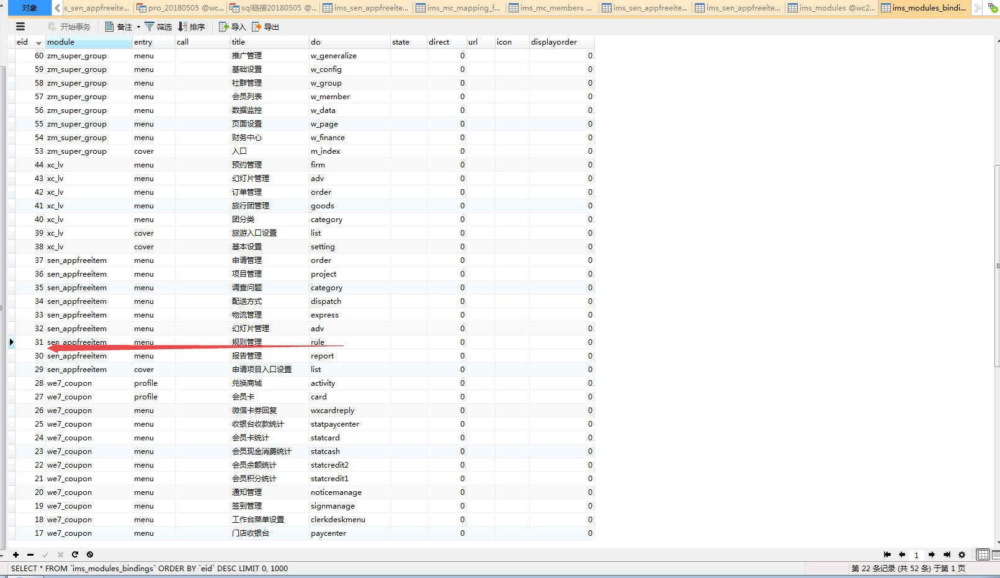 对象 s_sen_appfreeite... pro_20180505 @wc... sql链接20180505 @... ims_sen_appfreeite... ims_mc_mapping_f... ims_mc_members ... ims_sen_appfreeite... ims_sen_appfreeite... ims_modules @wc2... ims_modules_bindi...
开始事务 备注 筛选 排序 导入 导出
eid module entry call title do state direct url icon displayorder
60 zm_super_group menu 推广管理 w_generalize 0 0
59 zm_super_group menu 基础设置 w_config 0 0
58 zm_super_group menu 社群管理 w_group 0 0
57 zm_super_group menu 会员列表 w_member 0 0
56 zm_super_group menu 数据监控 w_data 0 0
55 zm_super_group menu 页面设置 w_page 0 0
54 zm_super_group menu 财务中心 w_finance 0 0
53 zm_super_group cover 入口 m_index 0 0
44 xc_lv menu 预约管理 firm 0 0
43 xc_lv menu 幻灯片管理 adv 0 0
42 xc_lv menu 订单管理 order 0 0
41 xc_lv menu 旅行团管理 goods 0 0
40 xc_lv menu 团分类 category 0 0
39 xc_lv cover 旅游入口设置 list 0 0
38 xc_lv cover 基本设置 setting 0 0
37 sen_appfreeitem menu 申请管理 order 0 0
36 sen_appfreeitem menu 项目管理 project 0 0
35 sen_appfreeitem menu 调查问题 category 0 0
34 sen_appfreeitem menu 配送方式 dispatch 0 0
33 sen_appfreeitem menu 物流管理 express 0 0
32 sen_appfreeitem menu 幻灯片管理 adv 0 0
31 sen_appfreeitem menu 规则管理 rule 0 0
30 sen_appfreeitem menu 报告管理 report 0 0
29 sen_appfreeitem cover 申请项目入口设置 list 0 0
28 we7_coupon profile 兑换商城 activity 0 0
27 we7_coupon profile 会员卡 card 0 0
26 we7_coupon menu 微信卡券回复 wxcardreply 0 0
25 we7_coupon menu 收银台收款统计 statpaycenter 0 0
24 we7_coupon menu 会员卡统计 statcard 0 0
23 we7_coupon menu 会员现金消费统计 statcash 0 0
22 we7_coupon menu 会员余额统计 statcredit2 0 0
21 we7_coupon menu 会员积分统计 statcredit1 0 0
20 we7_coupon menu 通知管理 noticemanage 0 0
19 we7_coupon menu 签到管理 signmanage 0 0
18 we7_coupon menu 工作台菜单设置 clerkdeskmenu 0 0
17 we7_coupon menu 门店收银台 paycenter 0 0
1
SELECT * FROM `ims_modules_bindings` ORDER BY `eid` DESC LIMIT 0, 1000 第 22 条记录 (共 52 条) 于第 1 页